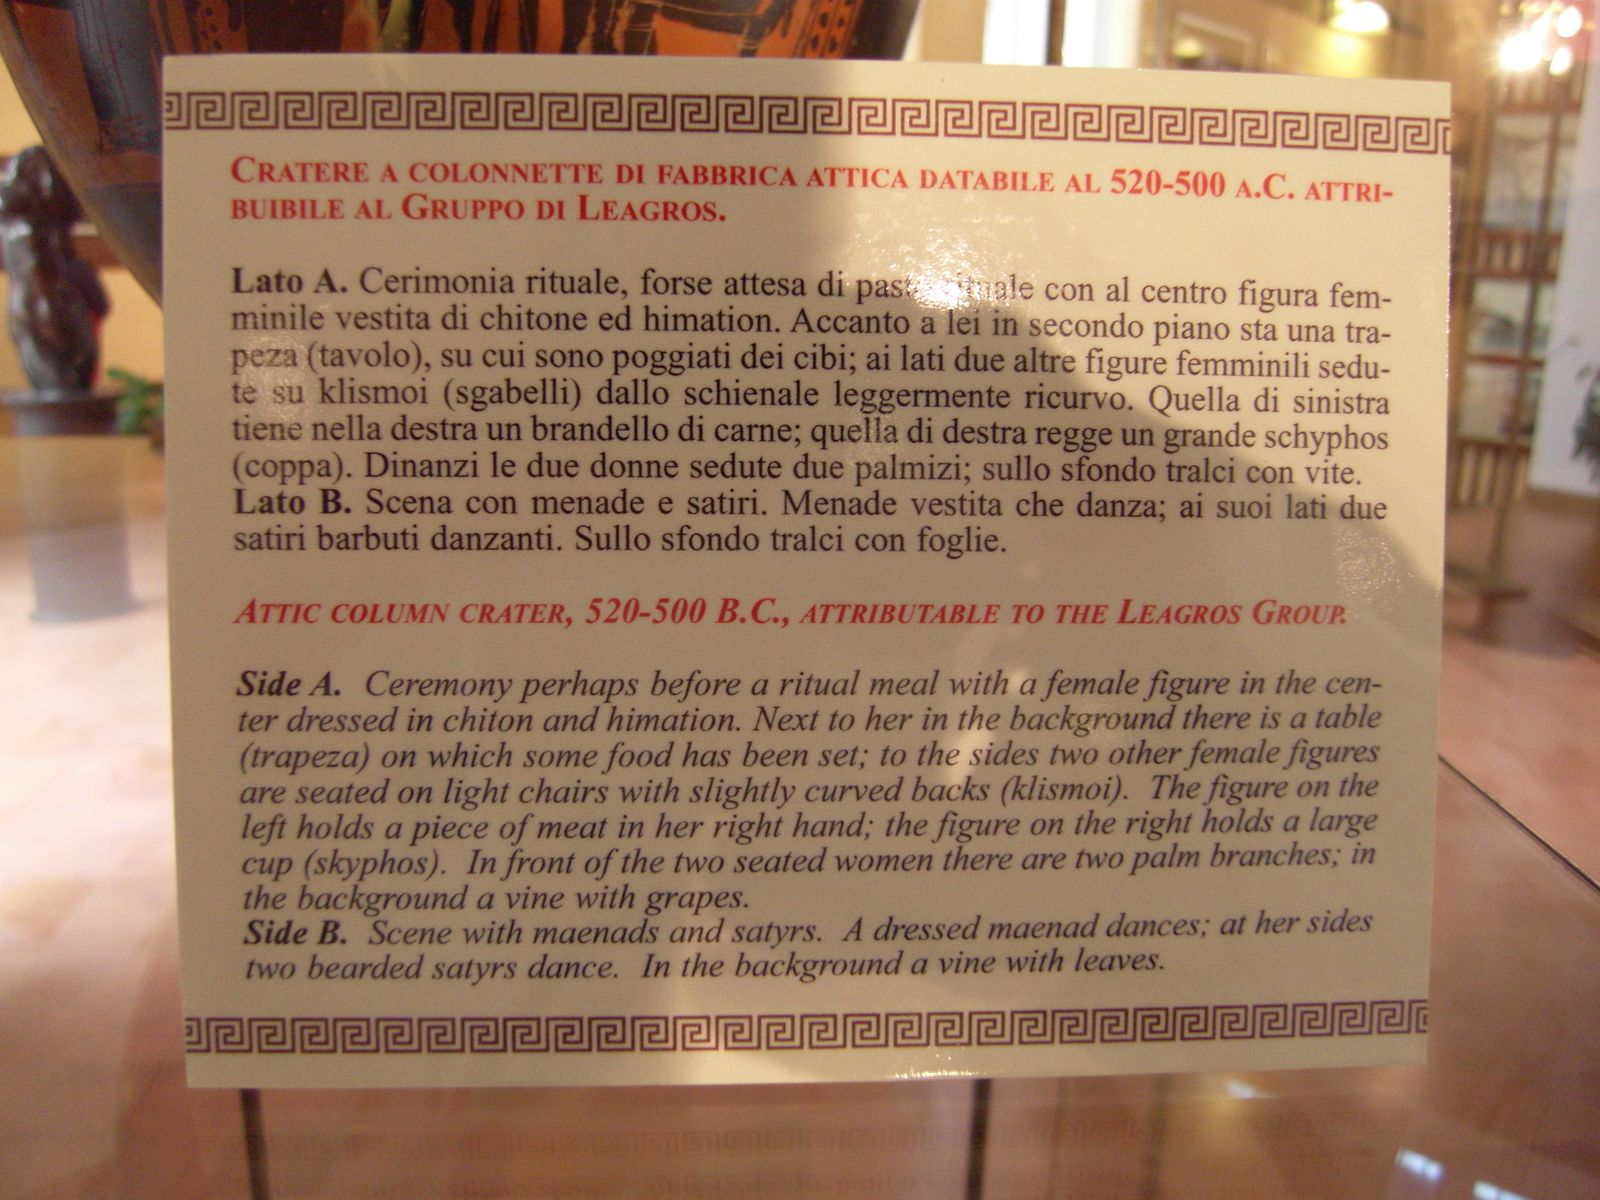 CRATERE A COLONNETTE DI FABBRICA ATTICA DATABILE AL 520-500 A.C. ATTRI-
BUIBILE AL GRUPPO DI LEAGROS.
Lato A. Cerimonia rituale, forse attesa di pasto rituale con al centro figura fem-
minile vestita di chitone ed himation. Accanto a lei in secondo piano sta una tra-
peza (tavolo), su cui sono poggiati dei cibi; ai lati due altre figure femminili sedu-
te su klismoi (sgabelli) dallo schienale leggermente ricurvo. Quella di sinistra
tiene nella destra un brandello di carne; quella di destra regge un grande schyphos
(coppa). Dinanzi le due donne sedute due palmizi; sullo sfondo tralci con vite.
Lato B. Scena con menade e satiri. Menade vestita che danza; ai suoi lati due
satiri barbuti danzanti. Sullo sfondo tralci con foglie.
ATTIC COLUMN CRATER, 520-500 B.C., ATTRIBUTABLE TO THE LEAGROS GROUP.
Side A. Ceremony perhaps before a ritual meal with a female figure in the cen-
ter dressed in chiton and himation. Next to her in the background there is a table
(trapeza) on which some food has been set; to the sides two other female figures
are seated on light chairs with slightly curved backs (klismoi). The figure on the
left holds a piece of meat in her right hand; the figure on the right holds a large
cup (skyphos). In front of the two seated women there are two palm branches; in
the background a vine with grapes.
Side B. Scene with maenads and satyrs. A dressed maenad dances; at her sides
two bearded satyrs dance. In the background a vine with leaves.